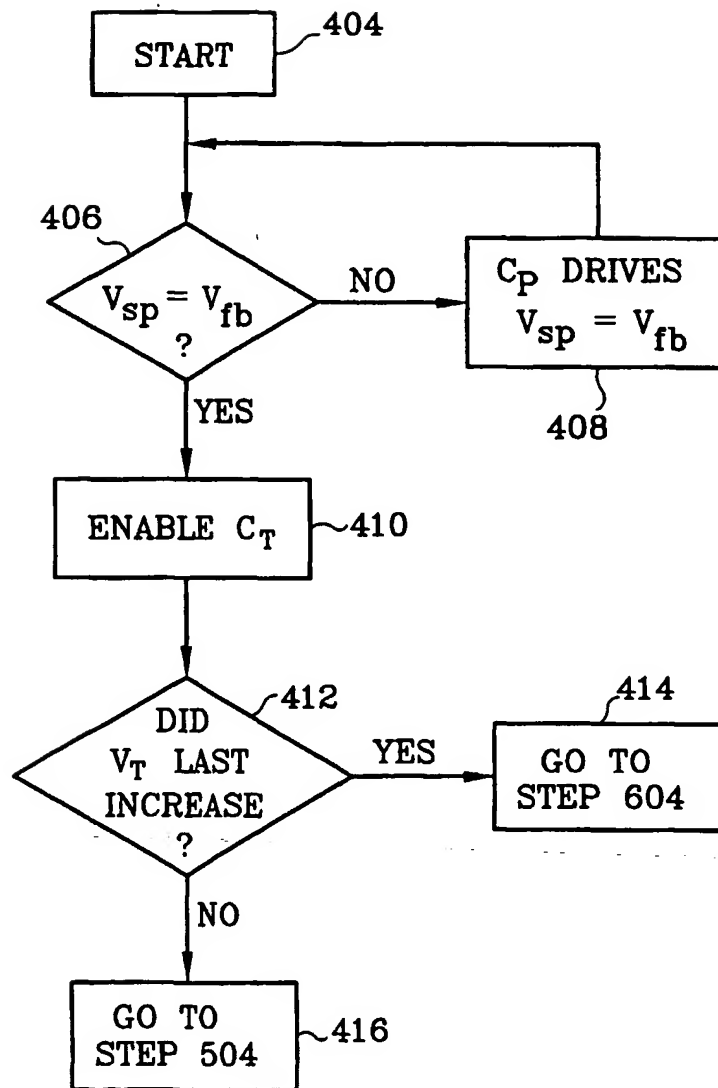 START
404
406
V_sp = V_fb
?
NO
C_P DRIVES
V_sp = V_fb
408
YES
ENABLE C_T
410
DID
V_T LAST
INCREASE
?
412
YES
414
GO TO
STEP 604
NO
GO TO
STEP 504
416